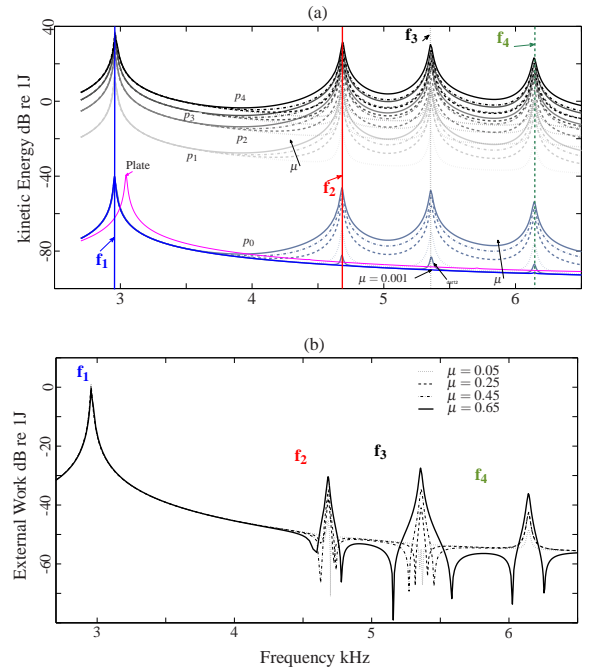 (a)
kinetic Energy dB re 1J
40
0
-40
-80
f1
f2
f3
f4
p4
p3
p2
p1
p0
μ
Plate
μ = 0.001
μ
3
4
5
6
(b)
External Work dB re 1J
0
-20
-40
-60
-80
f1
f2
f3
f4
μ = 0.05
μ = 0.25
μ = 0.45
μ = 0.65
3
4
5
6
Frequency kHz